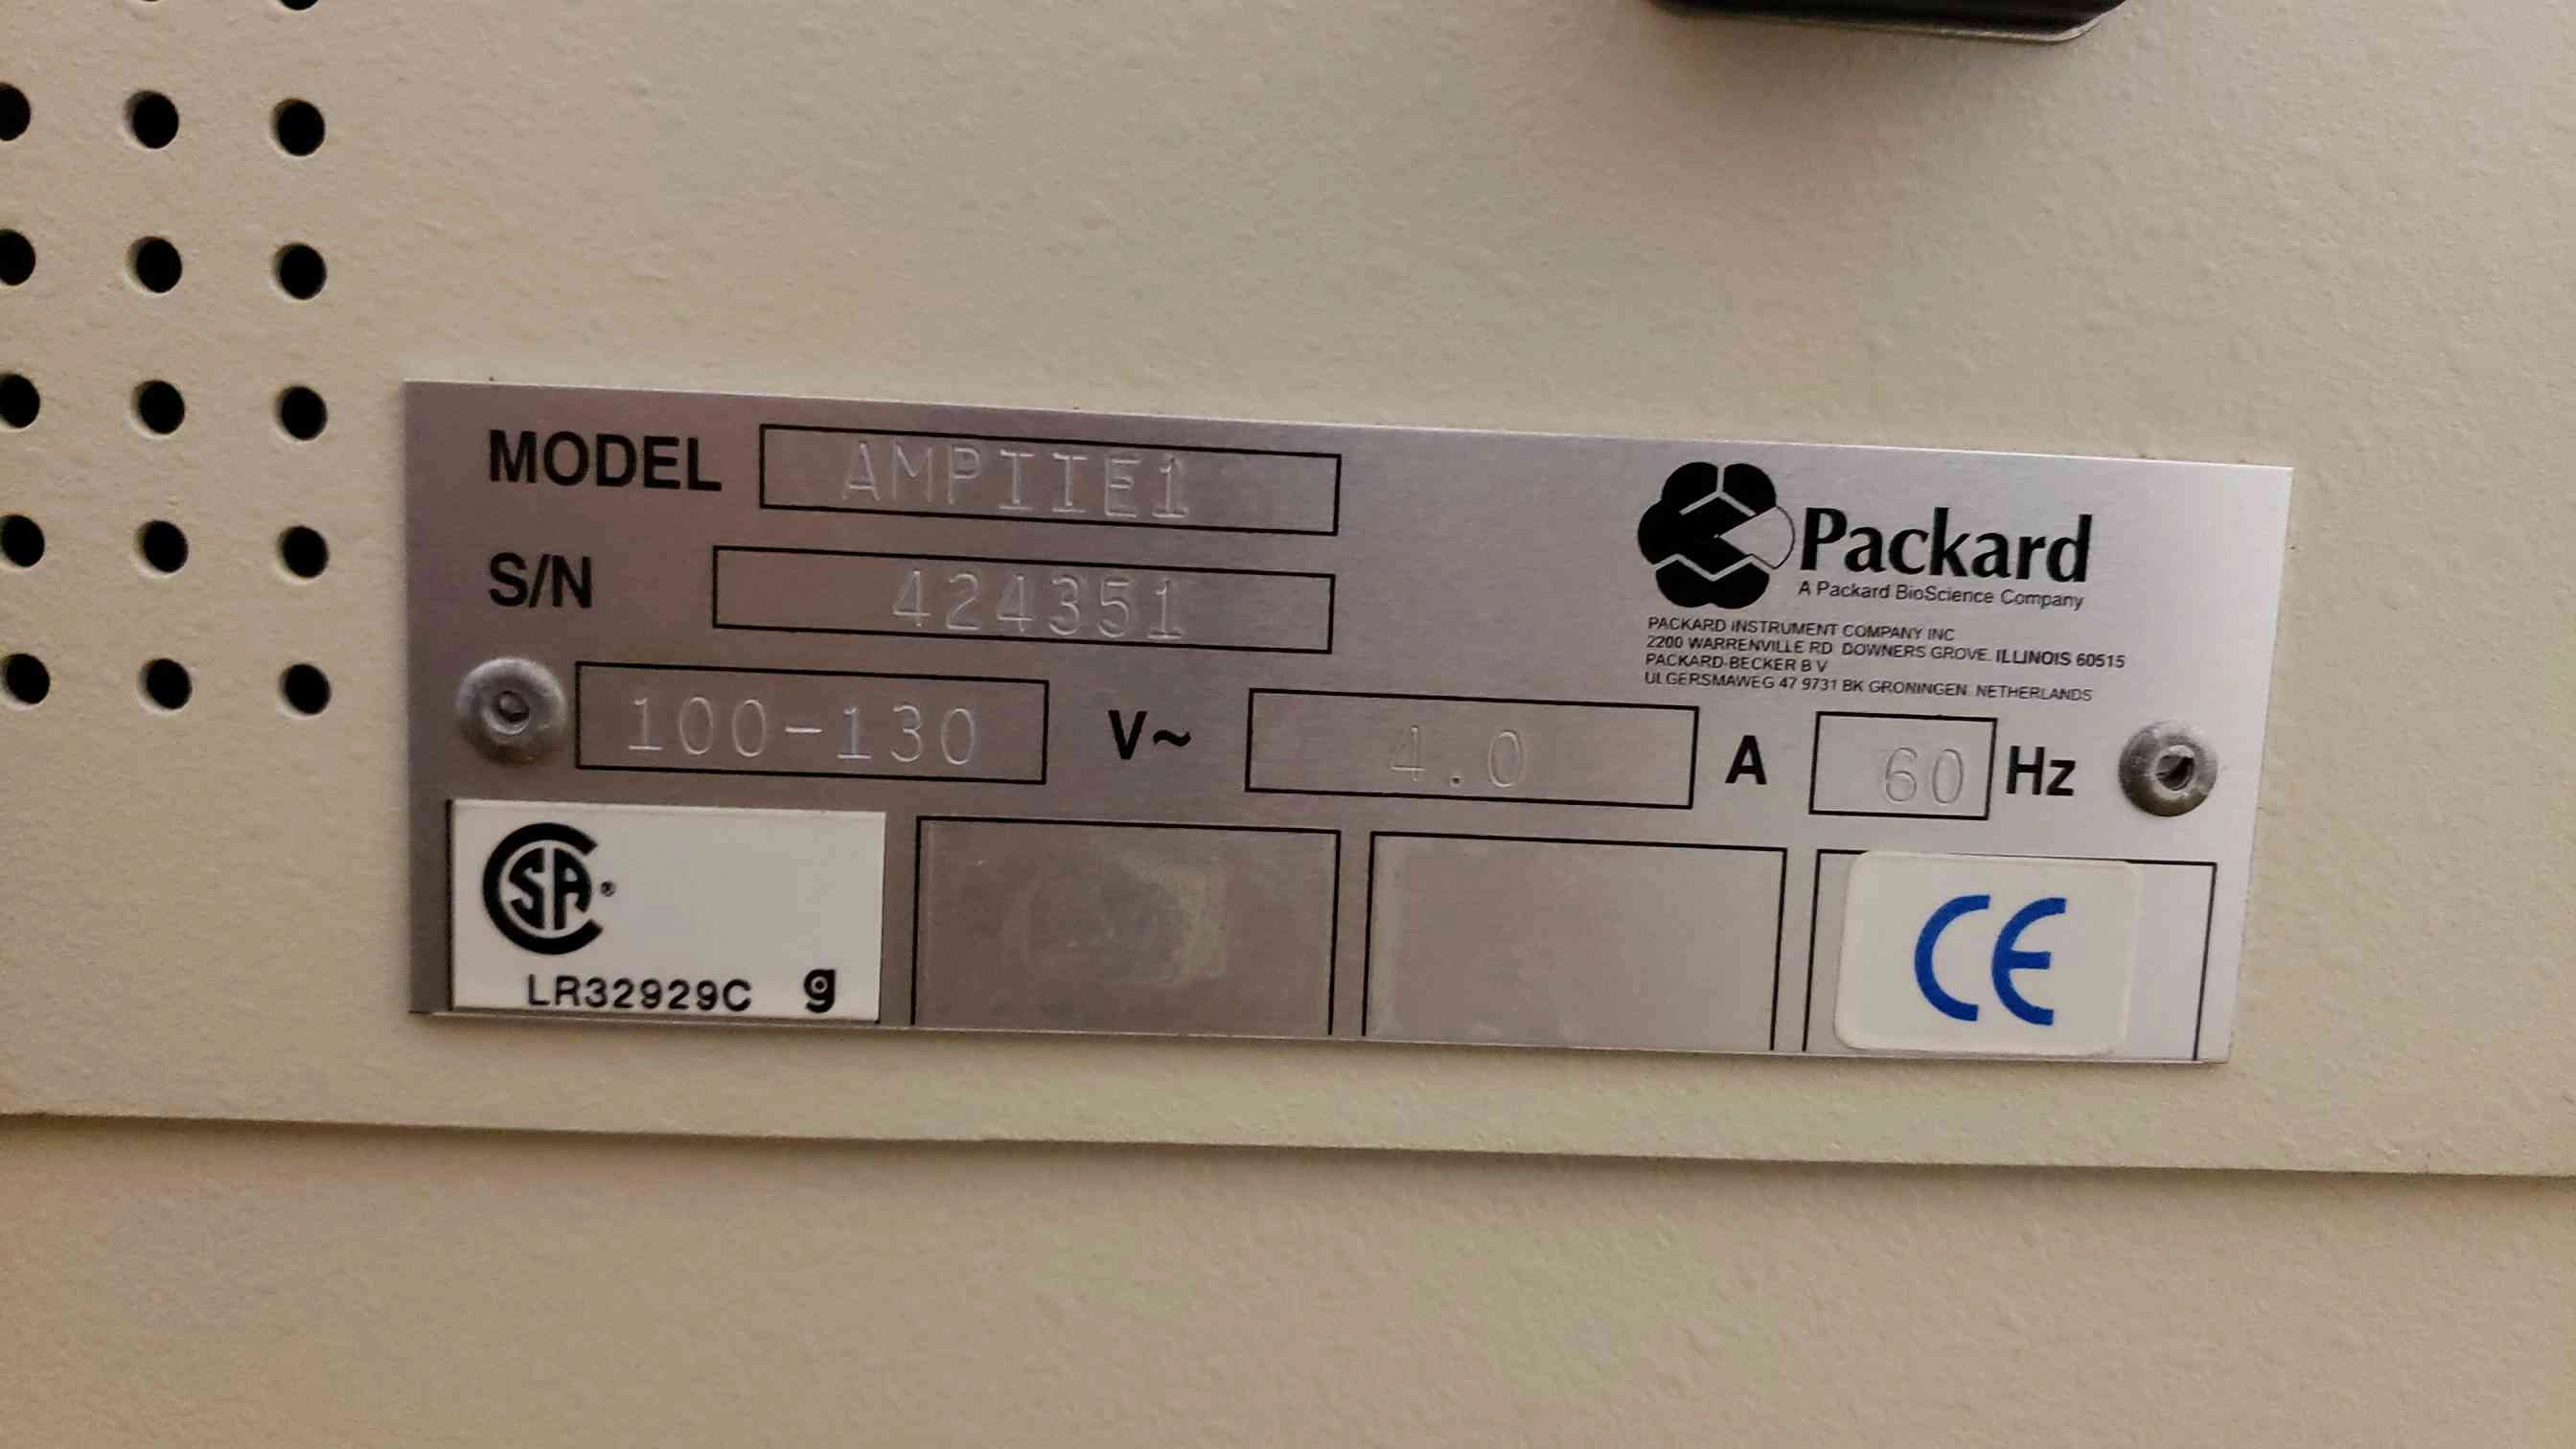 MODEL AMPIIE1
S/N 424351
Packard
A Packard BioScience Company
PACKARD INSTRUMENT COMPANY INC
2200 WARRENVILLE RD DOWNERS GROVE, ILLINOIS 60515
PACKARD-BECKER B V
ULGERSMAWEG 47 9731 BK GRONINGEN, NETHERLANDS
100-130 V~ 4.0 A 60 Hz
CSA®
LR32929C g
CE